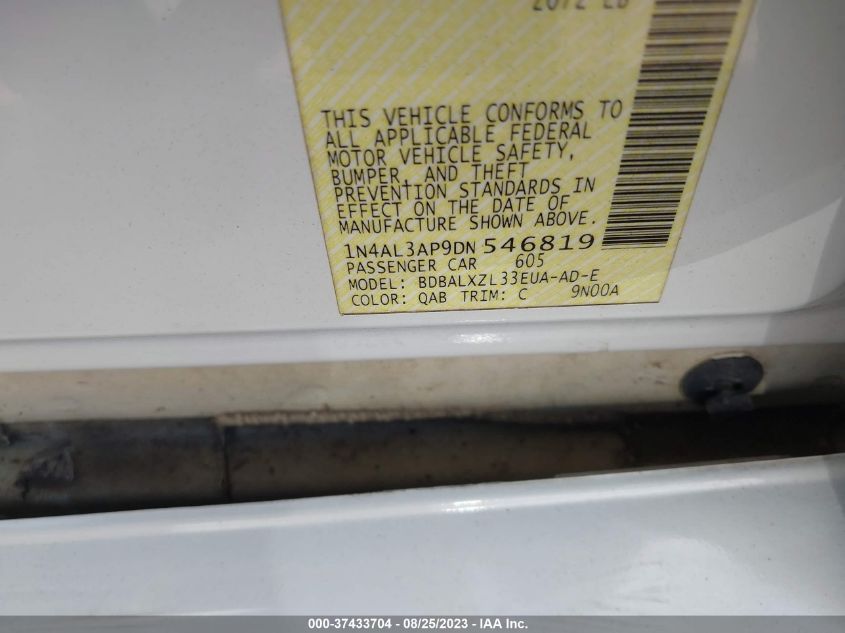 THIS VEHICLE CONFORMS TO
ALL APPLICABLE FEDERAL
MOTOR VEHICLE SAFETY,
BUMPER, AND THEFT
PREVENTION STANDARDS IN
EFFECT ON THE DATE OF
MANUFACTURE SHOWN ABOVE.
1N4AL3AP9DN 546819
PASSENGER CAR 605
MODEL: BDBALXZL33EUA-AD-E
COLOR: QAB TRIM: C 9N00A
000-37433704 - 08/25/2023 - IAA Inc.